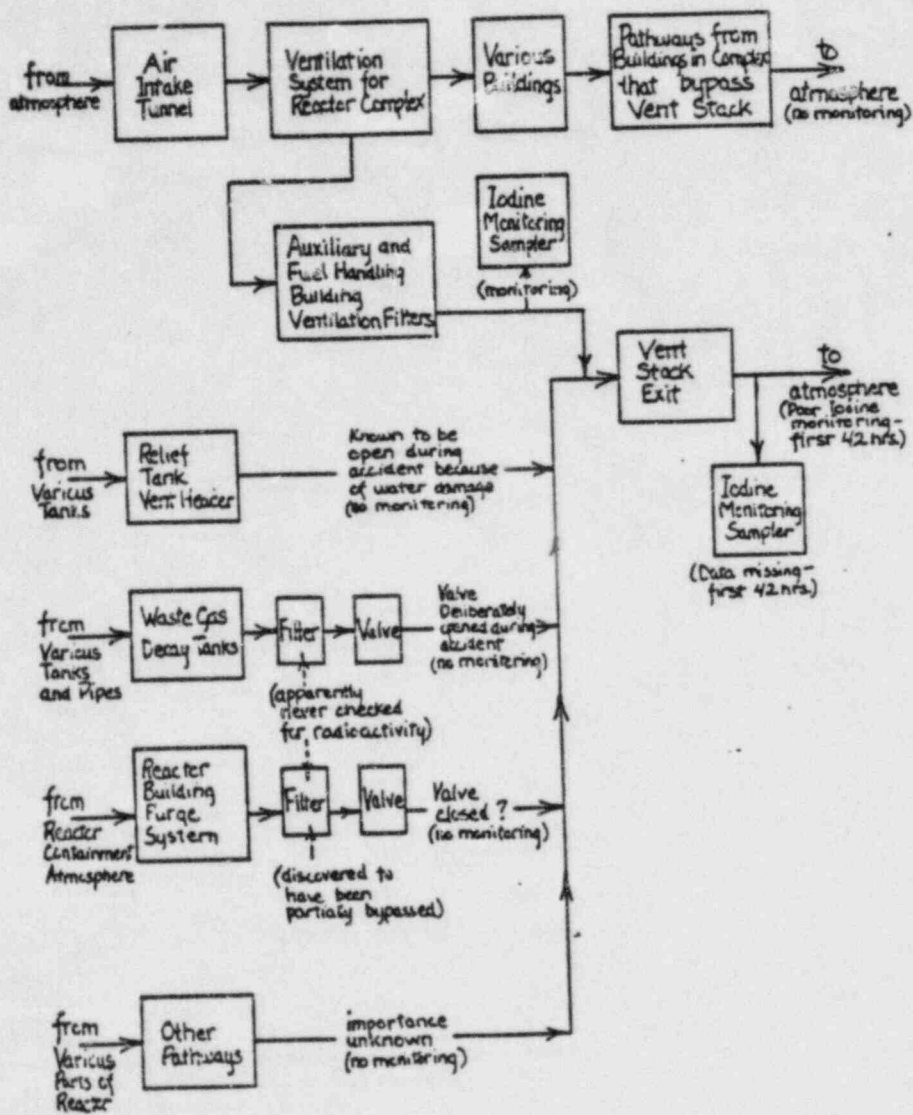 from
atmosphere
Air
Intake
Tunnel
Ventilation
System for
Reactor Complex
Various
Buildings
Pathways from
Buildings in Complex
that bypass
Vent Stack
to
atmosphere
(no monitoring)
Auxiliary and
Fuel Handling
Building
Ventilation Filters
Iodine
Monitoring
Sampler
(monitoring)
Vent
Stack
Exit
to
atmosphere
(Poor Iodine
monitoring-
first 42 hrs.)
Iodine
Monitoring
Sampler
(Data missing-
first 42 hrs.)
from
Various
Tanks
Relief
Tank
Vent Header
Known to be
open during
accident because
of water damage
(no monitoring)
from
Various
Tanks
and Pipes
Waste Gas
Decay Tanks
Filter
Valve
Valve
Deliberately
opened during
accident
(no monitoring)
(apparently
never checked
for radioactivity)
from
Reactor
Containment
Atmosphere
Reactor
Building
Purge
System
Filter
Valve
Valve
closed ?
(no monitoring)
(discovered to
have been
partialy bypassed)
from
Various
Parts of
Reactor
Other
Pathways
importance
unknown
(no monitoring)